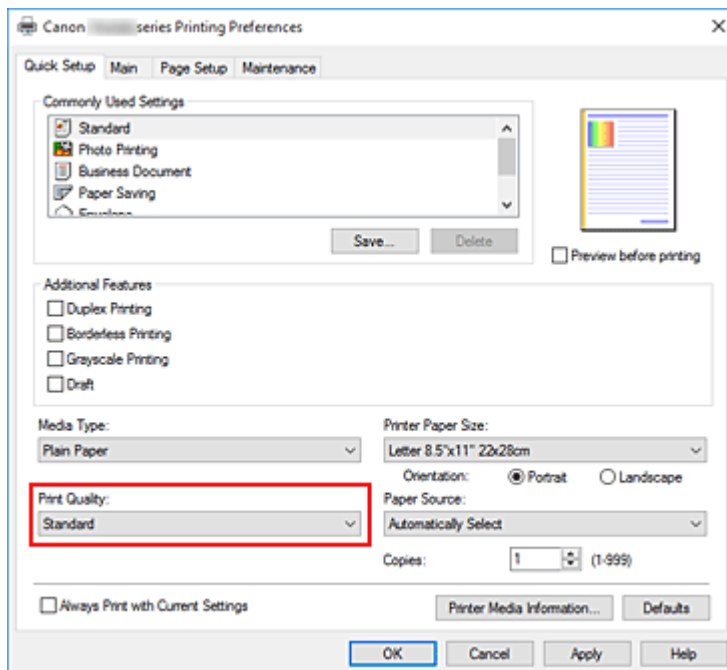 Canon series Printing Preferences
Quick Setup Main Page Setup Maintenance
Commonly Used Settings
Standard
Photo Printing
Business Document
Paper Saving
Envelope
Save... Delete
Preview before printing
Additional Features
Duplex Printing
Borderless Printing
Grayscale Printing
Draft
Media Type: Printer Paper Size:
Plain Paper Letter 8.5"x11" 22x28cm
Orientation: Portrait Landscape
Print Quality: Paper Source:
Standard Automatically Select
Copies: 1 (1-999)
Always Print with Current Settings Printer Media Information... Defaults
OK Cancel Apply Help